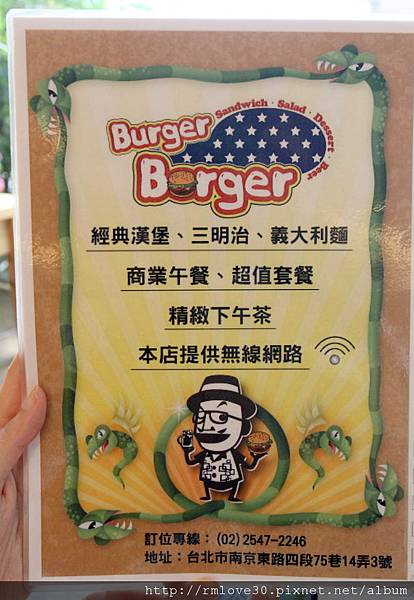 Sandwich · Salad · Dessert · Beer
Burger
Borger
經典漢堡、三明治、義大利麵
商業午餐、超值套餐
精緻下午茶
本店提供無線網路
訂位專線：(02)2547-2246
地址：台北市南京東路四段75巷14弄3號
http://rmlove30.pixnet.net/album